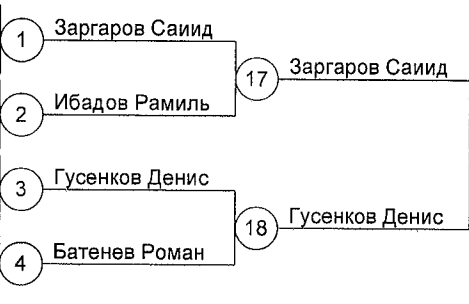 1 Заргаров Саиид
17 Заргаров Саиид
2 Ибадов Рамиль
3 Гусенков Денис
18 Гусенков Денис
4 Батенев Роман